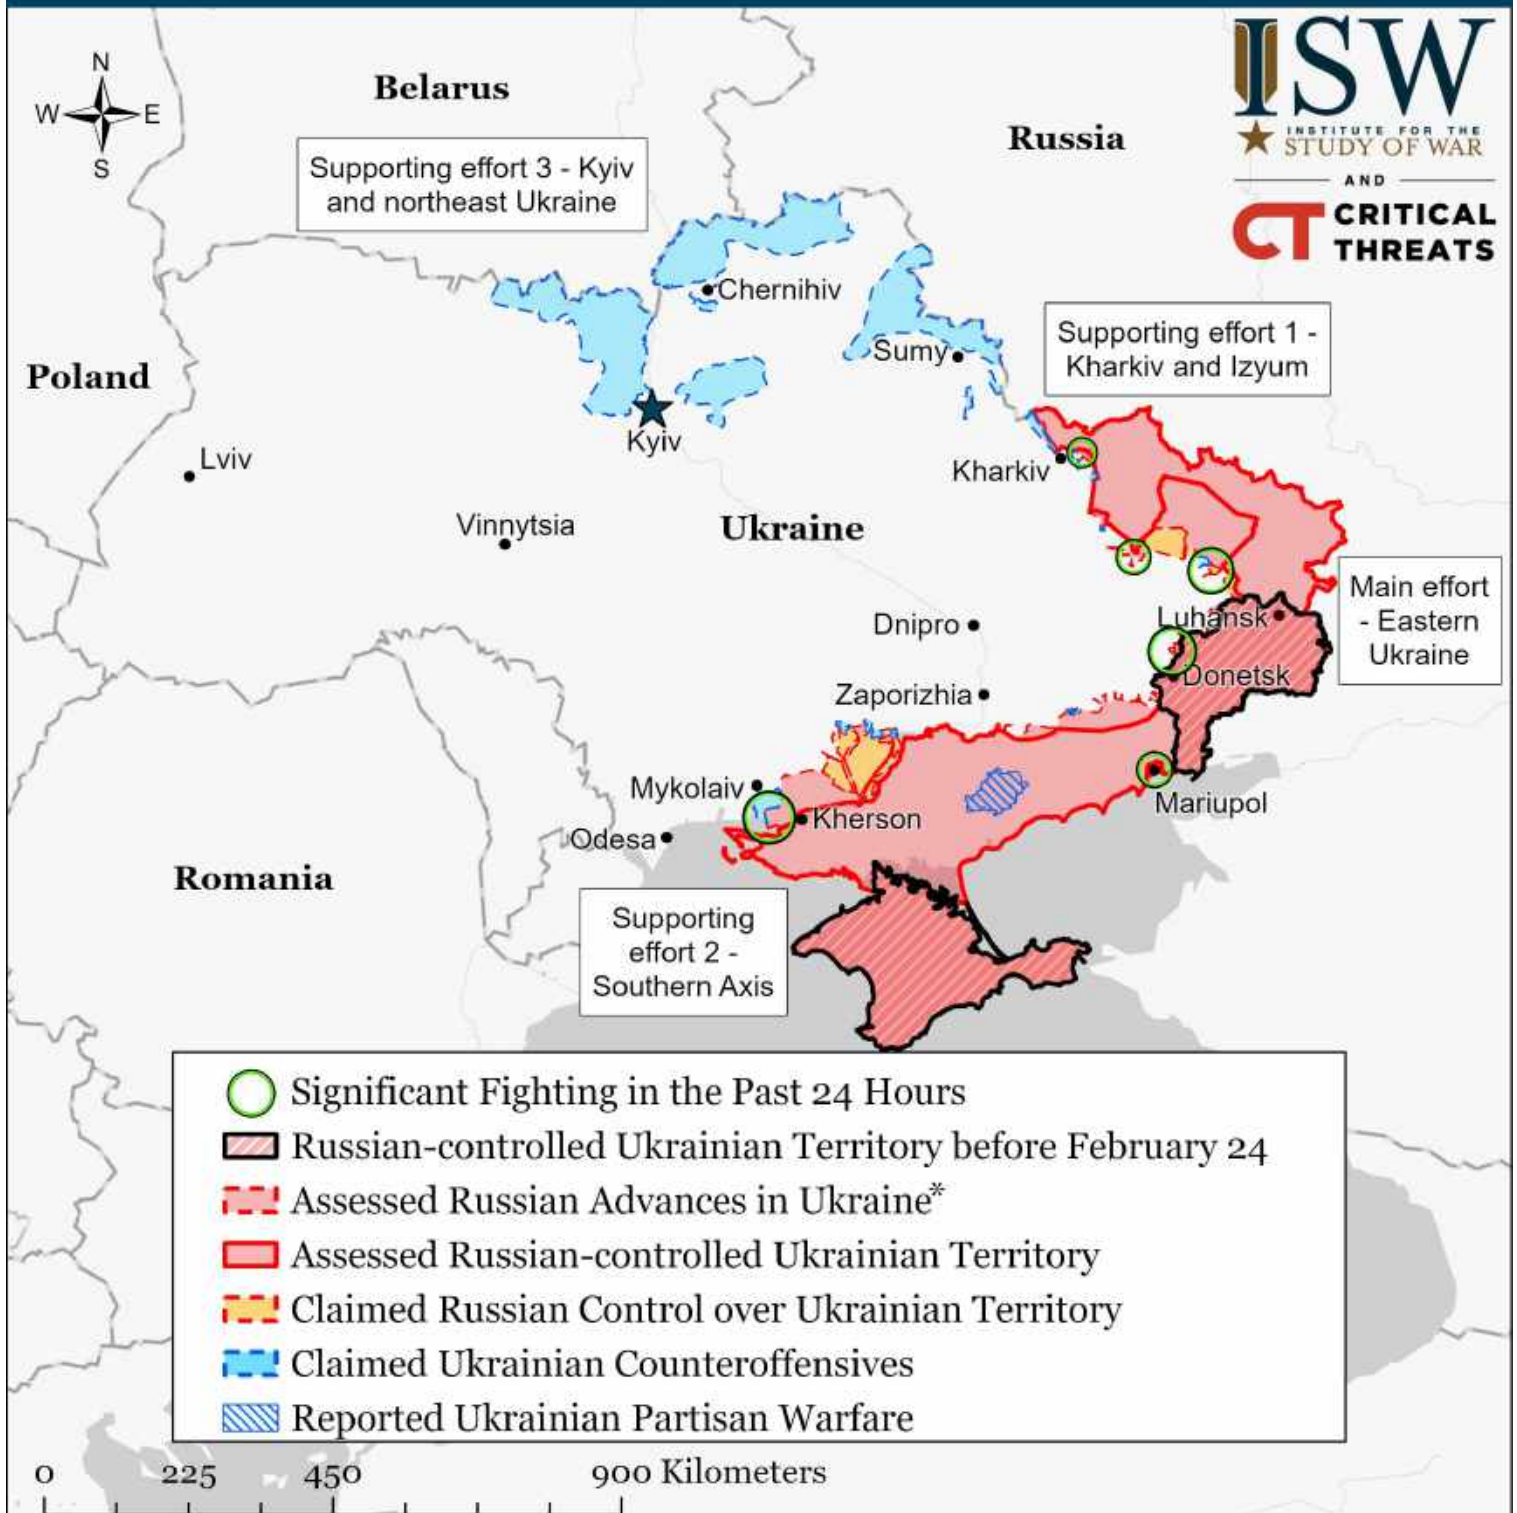 N
W
E
S
Belarus
Russia
ISW
INSTITUTE FOR THE
STUDY OF WAR
AND
CT CRITICAL
THREATS
Supporting effort 3 - Kyiv
and northeast Ukraine
Chernihiv
Supporting effort 1 -
Kharkiv and Izyum
Sumy
Poland
Kyiv
Lviv
Kharkiv
Vinnytsia
Ukraine
Main effort
- Eastern
Ukraine
Luhansk
Dnipro
Donetsk
Zaporizhia
Mykolaiv
Mariupol
Kherson
Odesa
Romania
Supporting
effort 2 -
Southern Axis
Significant Fighting in the Past 24 Hours
Russian-controlled Ukrainian Territory before February 24
Assessed Russian Advances in Ukraine*
Assessed Russian-controlled Ukrainian Territory
Claimed Russian Control over Ukrainian Territory
Claimed Ukrainian Counteroffensives
Reported Ukrainian Partisan Warfare
0 225 450 900 Kilometers